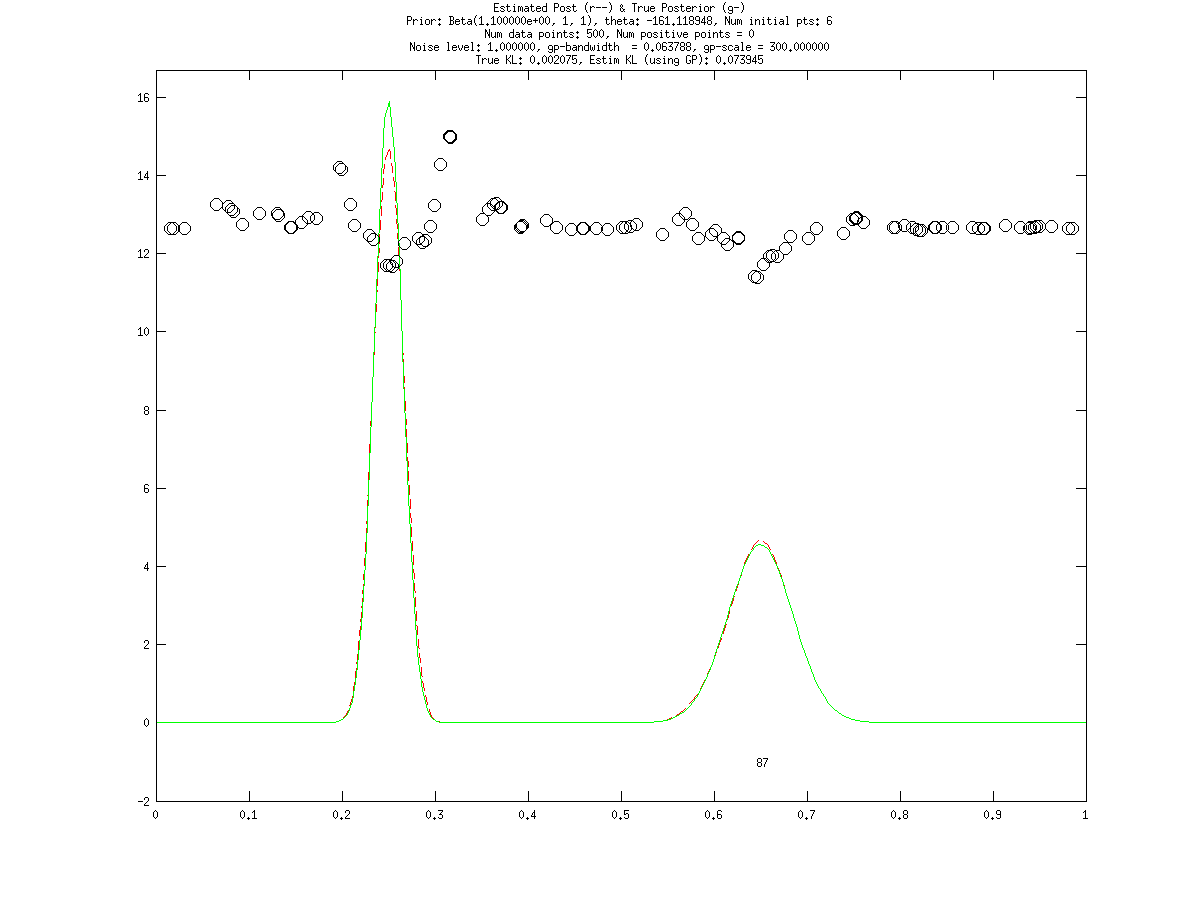 Estimated Post (r--) & True Posterior (g-)
Prior: Beta(1.100000e+00, 1, 1), theta: -161.118948, Num initial pts: 6
Num data points: 500, Num positive points = 0
Noise level: 1.000000, gp-bandwidth  = 0.063788, gp-scale = 300.000000
True KL: 0.002075, Estim KL (using GP): 0.073945
16
14
12
10
8
6
4
2
0
87
-2
0 0.1 0.2 0.3 0.4 0.5 0.6 0.7 0.8 0.9 1